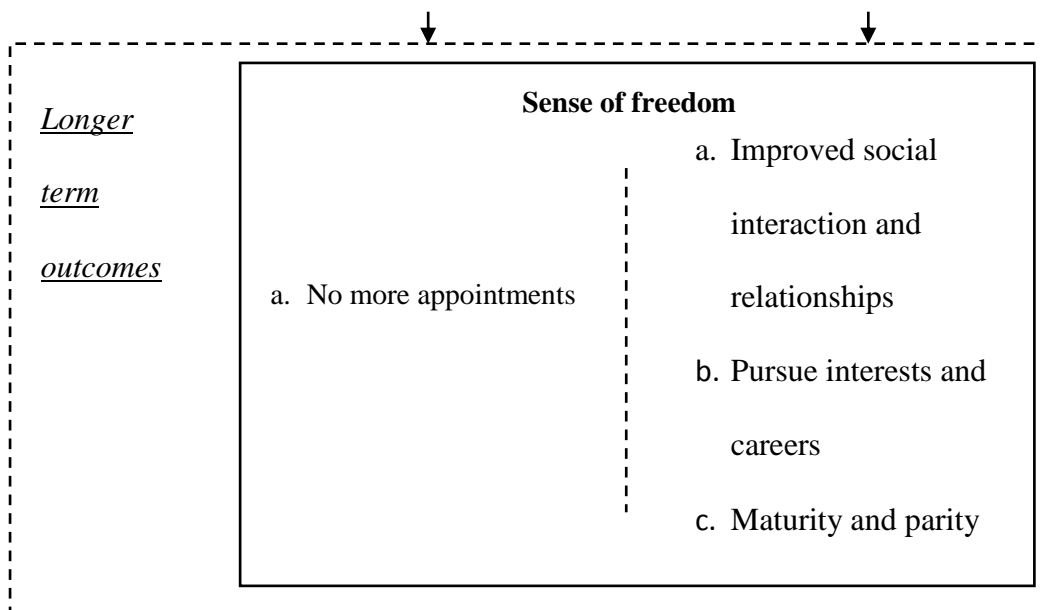 Longer
term
outcomes
Sense of freedom
a. No more appointments
a. Improved social
interaction and
relationships
b. Pursue interests and
careers
c. Maturity and parity